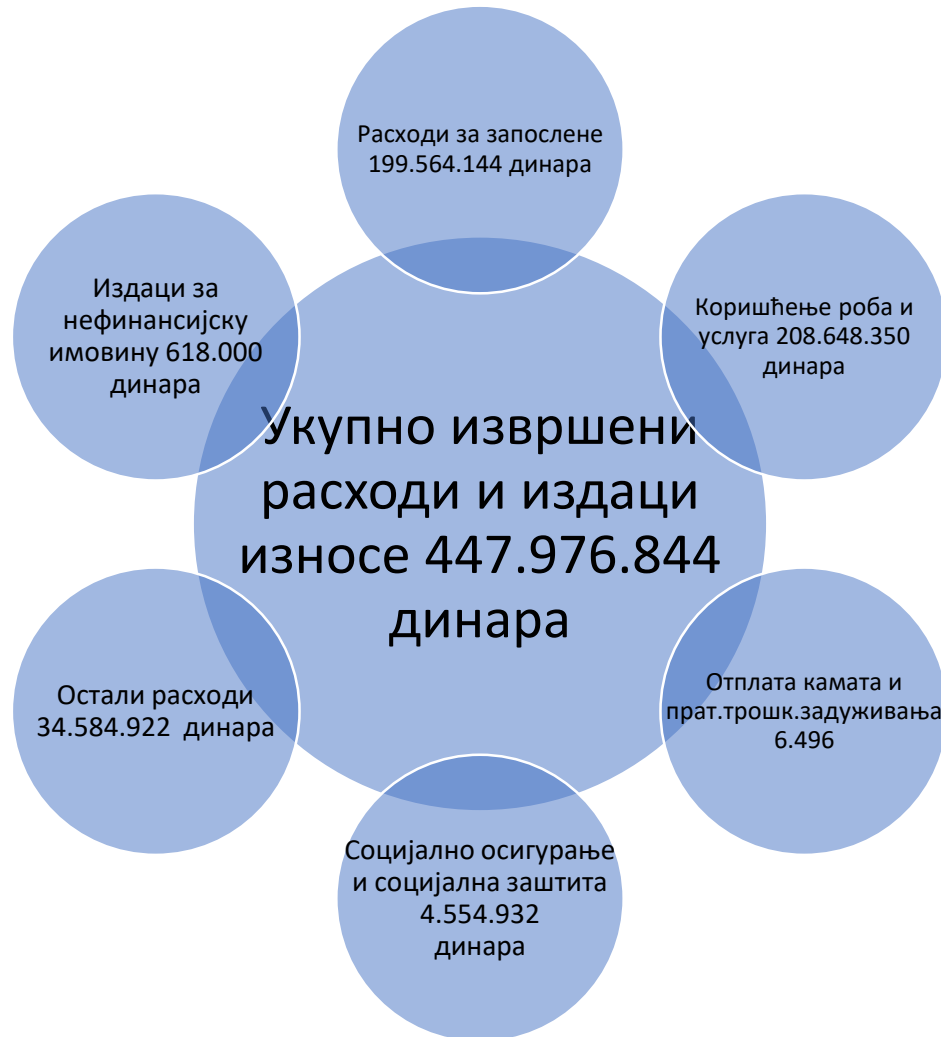 Расходи за запослене
199.564.144 динара
Издаци за
нефинансијску
имовину 618.000
динара
Коришћење роба и
услуга 208.648.350
динара
Укупно извршени
расходи и издаци
износе 447.976.844
динара
Остали расходи
34.584.922 динара
Отплата камата и
прат.трошк.задуживања
6.496
Социјално осигурање
и социјална заштита
4.554.932
динара